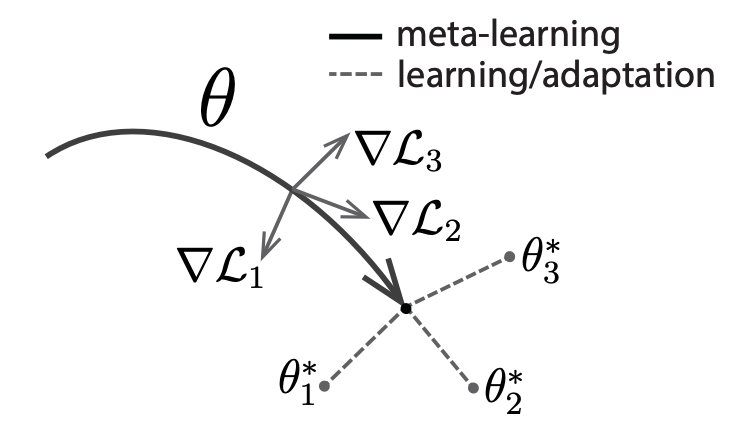 meta-learning
learning/adaptation
θ
∇ℒ₃
∇ℒ₂
∇ℒ₁
θ₃*
θ₁*
θ₂*